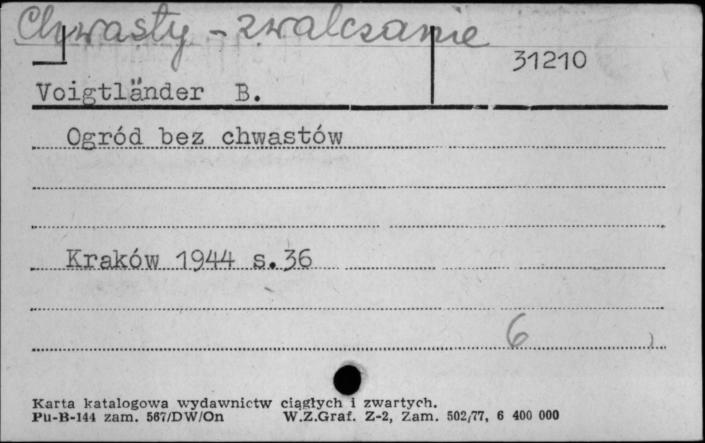 Chwasty - zwalczanie
31210
Voigtländer B.
Ogród bez chwastów
Kraków 1944 s.36
6
Karta katalogowa wydawnictw ciągłych i zwartych.
Pu-B-144 zam. 567/DW/On W.Z.Graf. Z-2, Zam. 502/77, 6 400 000